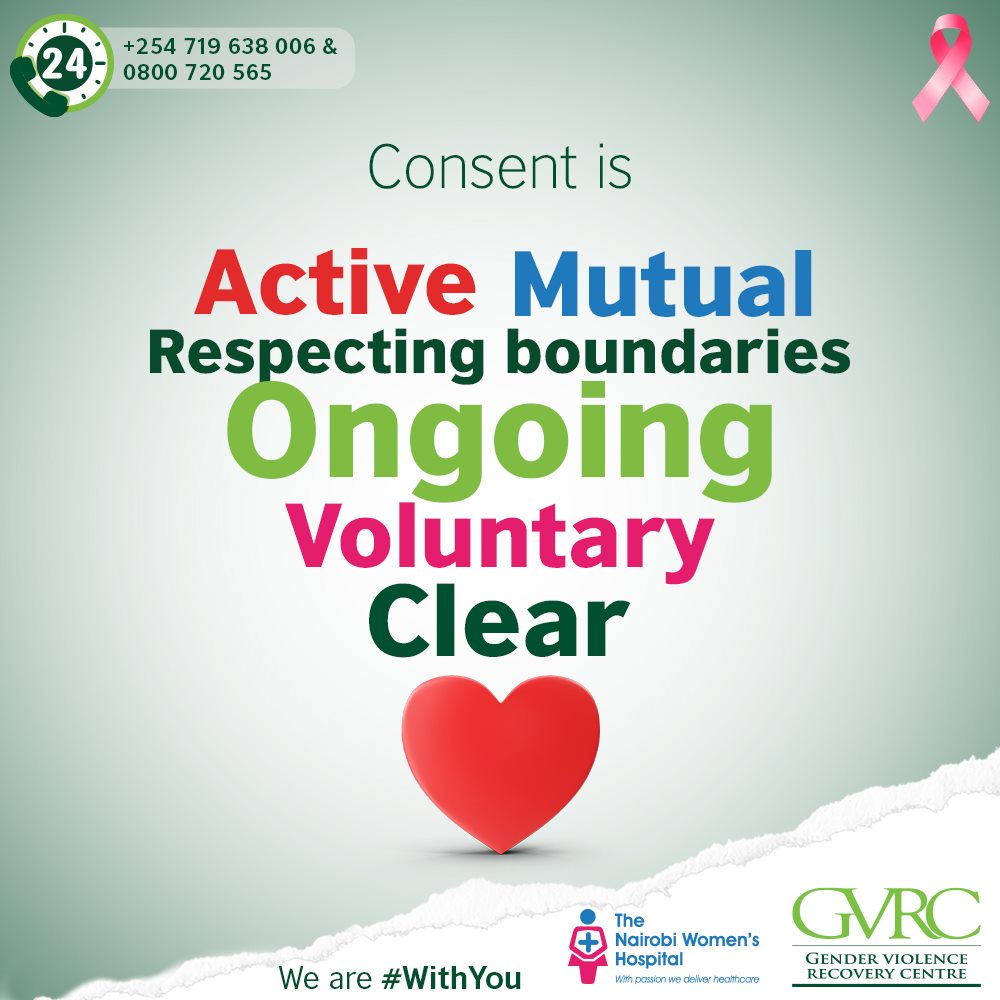 24
+254 719 638 006 &
0800 720 565
Consent is
Active Mutual
Respecting boundaries
Ongoing
Voluntary
Clear
We are #WithYou
The
Nairobi Women's
Hospital
With passion we deliver healthcare
GVRC
GENDER VIOLENCE
RECOVERY CENTRE